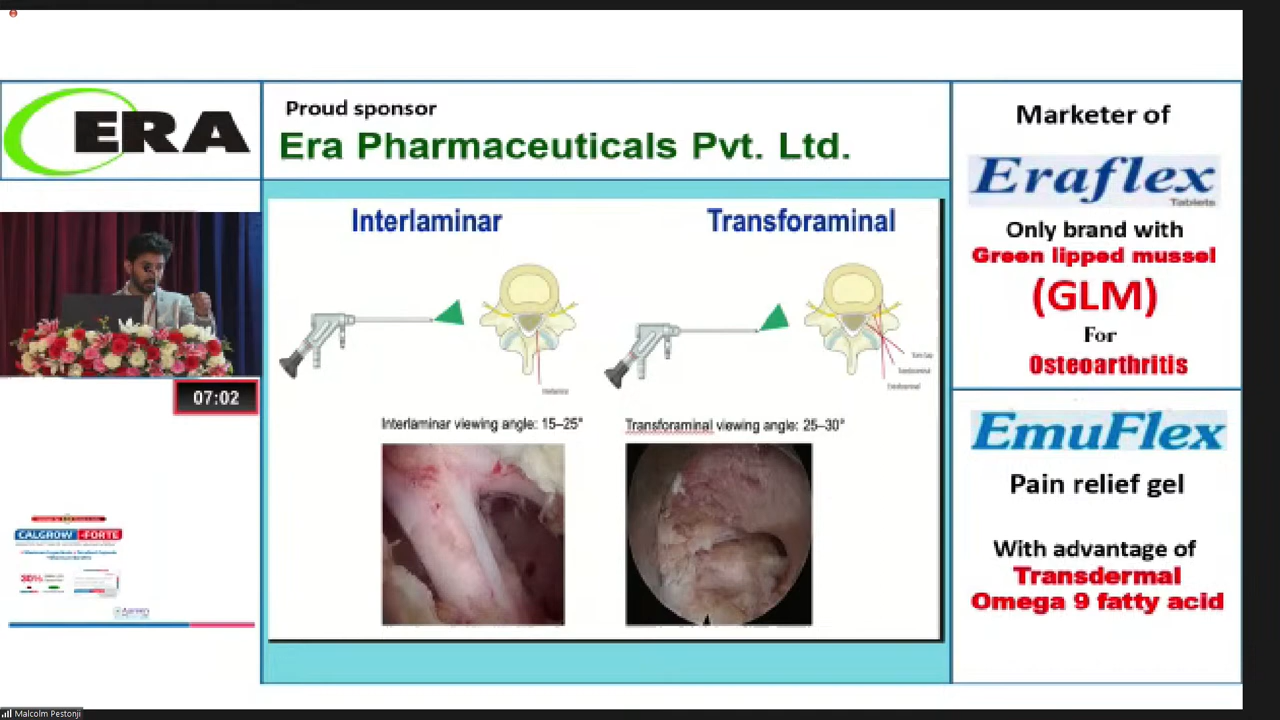 ERA
Proud sponsor
Era Pharmaceuticals Pvt. Ltd.
Interlaminar
Transforaminal
Interlaminar viewing angle: 15–25°
Transforaminal viewing angle: 25–30°
07:02
CALGROW -FORTE
30%
Marketer of
Eraflex
Tablets
Only brand with
Green lipped mussel
(GLM)
For
Osteoarthritis
EmuFlex
Pain relief gel
With advantage of
Transdermal
Omega 9 fatty acid
Malcolm Pestonji